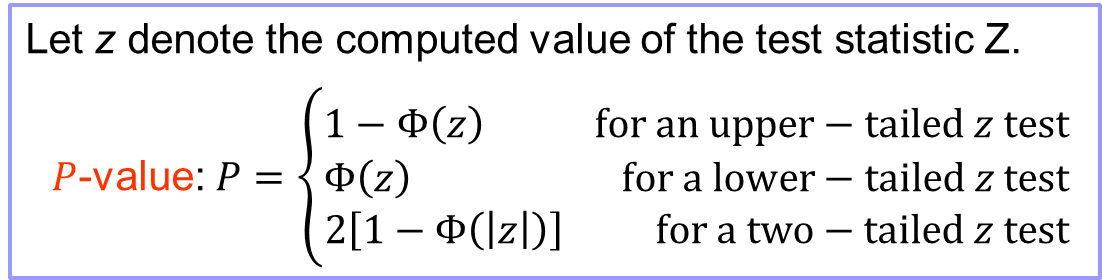 Let z denote the computed value of the test statistic Z.
1 − Φ(z) for an upper − tailed z test
P-value: P = { Φ(z) for a lower − tailed z test
2[1 − Φ(|z|)] for a two − tailed z test